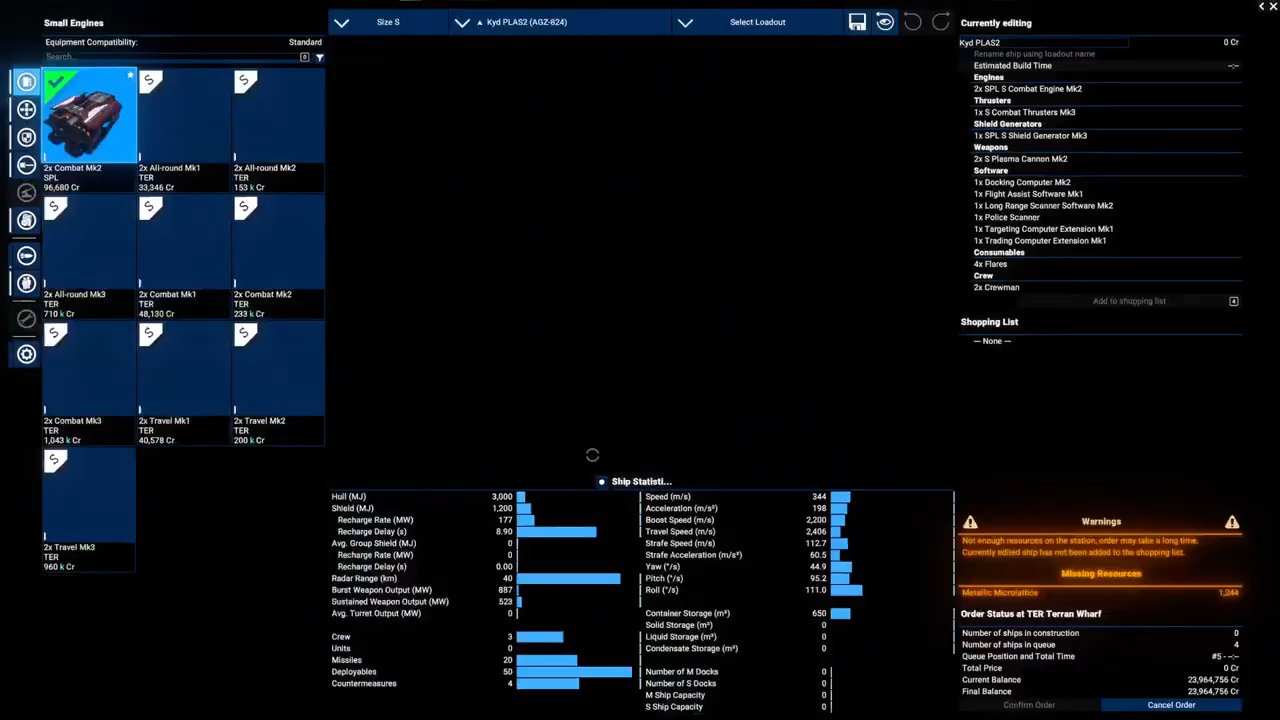 Small Engines
Equipment Compatibility: Standard
Search...
2x Combat Mk2
SPL
96,680 Cr
2x All-round Mk1
TER
33,346 Cr
2x All-round Mk2
TER
153 k Cr
2x All-round Mk3
TER
710 k Cr
2x Combat Mk1
TER
48,130 Cr
2x Combat Mk2
TER
233 k Cr
2x Combat Mk3
TER
1,043 k Cr
2x Travel Mk1
TER
40,578 Cr
2x Travel Mk2
TER
200 k Cr
2x Travel Mk3
TER
960 k Cr
Size S
Kyd PLAS2 (AGZ-824)
Select Loadout
Ship Statisti...
Hull (MJ) 3,000
Shield (MJ) 1,200
Recharge Rate (MW) 177
Recharge Delay (s) 8.90
Avg. Group Shield (MJ) 0
Recharge Rate (MW) 0
Recharge Delay (s) 0.00
Radar Range (km) 40
Burst Weapon Output (MW) 887
Sustained Weapon Output (MW) 523
Avg. Turret Output (MW) 0
Crew 3
Units 0
Missiles 20
Deployables 50
Countermeasures 4
Speed (m/s) 344
Acceleration (m/s²) 198
Boost Speed (m/s) 2,200
Travel Speed (m/s) 2,406
Strafe Speed (m/s) 112.7
Strafe Acceleration (m/s²) 60.5
Yaw (°/s) 44.9
Pitch (°/s) 95.2
Roll (°/s) 111.0
Container Storage (m³) 650
Solid Storage (m³) 0
Liquid Storage (m³) 0
Condensate Storage (m³) 0
Number of M Docks 0
Number of S Docks 0
M Ship Capacity 0
S Ship Capacity 0
Currently editing
Kyd PLAS2 0 Cr
Rename ship using loadout name
Estimated Build Time --:--
Engines
2x SPL S Combat Engine Mk2
Thrusters
1x S Combat Thrusters Mk3
Shield Generators
1x SPL S Shield Generator Mk3
Weapons
2x S Plasma Cannon Mk2
Software
1x Docking Computer Mk2
1x Flight Assist Software Mk1
1x Long Range Scanner Software Mk2
1x Police Scanner
1x Targeting Computer Extension Mk1
1x Trading Computer Extension Mk1
Consumables
4x Flares
Crew
2x Crewman
Add to shopping list 4
Shopping List
— None —
Warnings
Not enough resources on the station, order may take a long time.
Currently edited ship has not been added to the shopping list.
Missing Resources
Metallic Microlattice 1,244
Order Status at TER Terran Wharf
Number of ships in construction 0
Number of ships in queue 4
Queue Position and Total Time #5 - --:--
Total Price 0 Cr
Current Balance 23,964,756 Cr
Final Balance 23,964,756 Cr
Confirm Order
Cancel Order